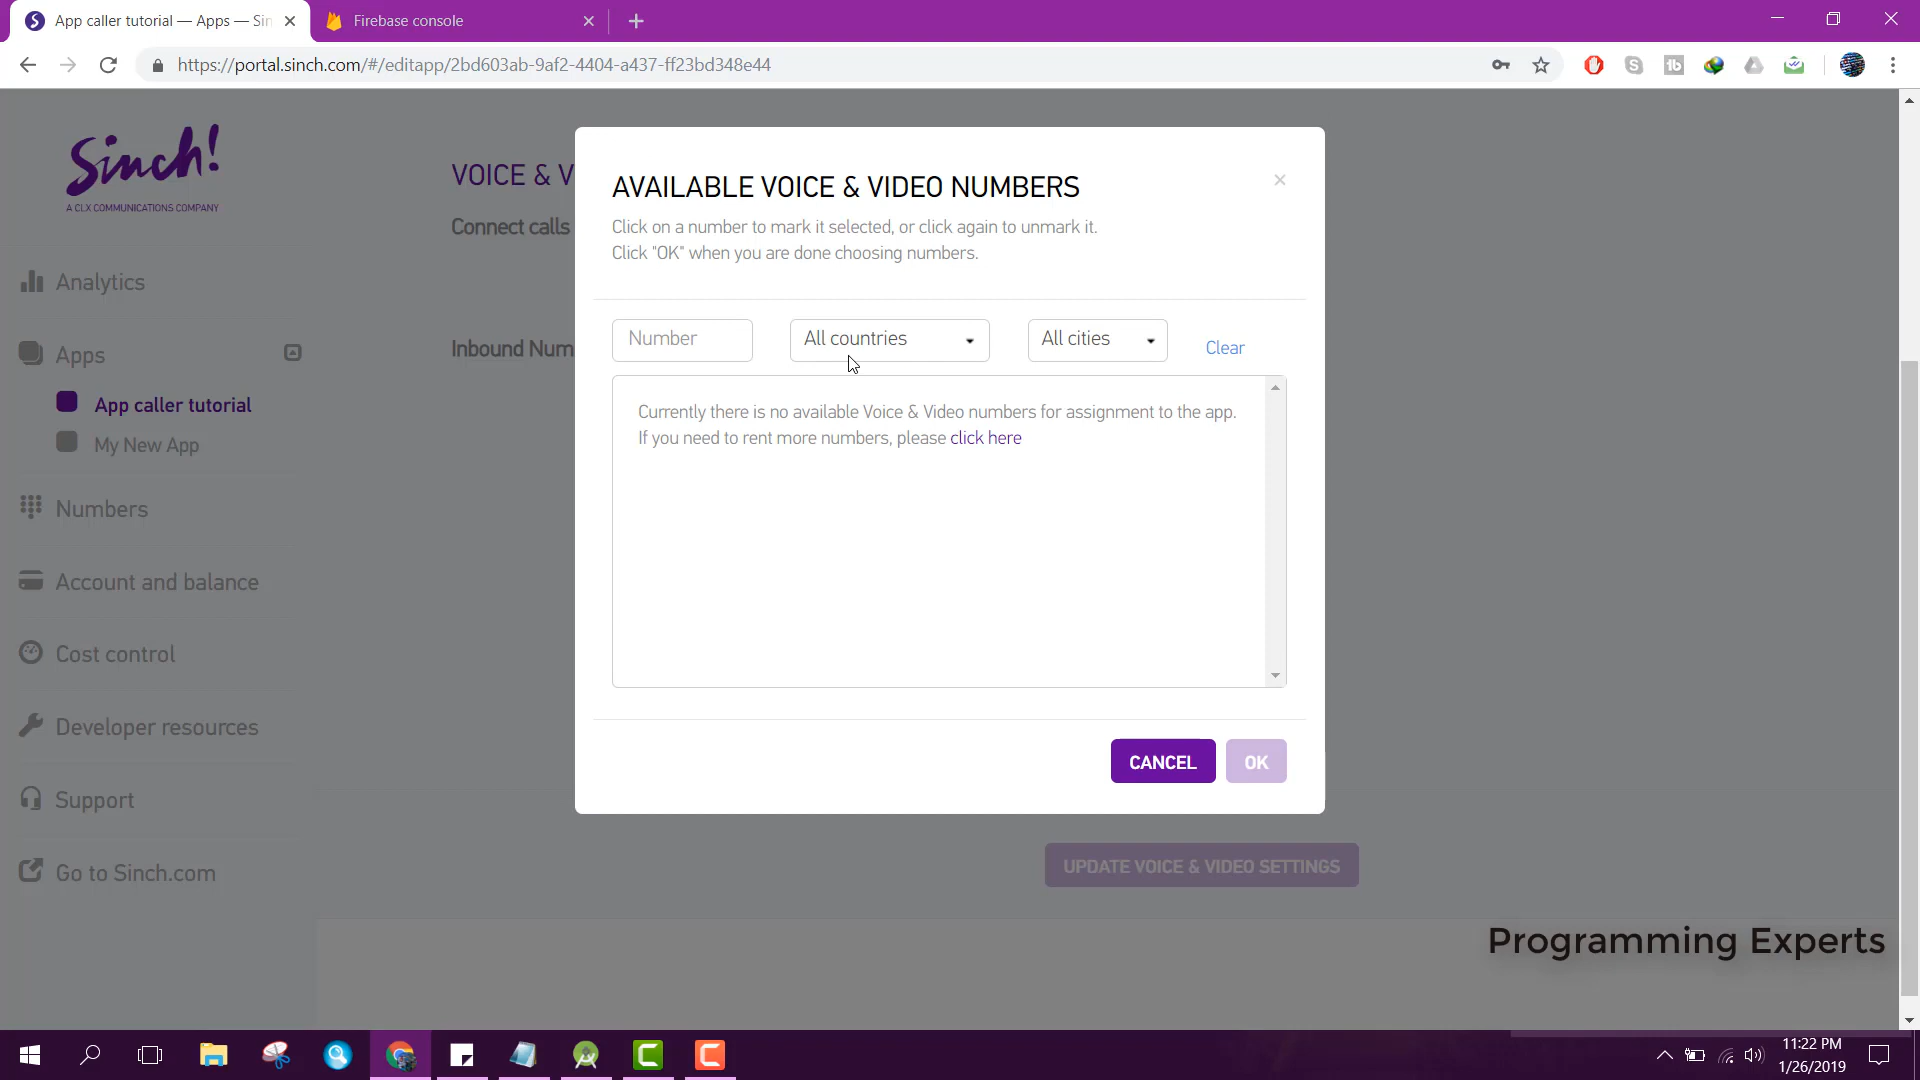 App caller tutorial — Apps — Sin
Firebase console
https://portal.sinch.com/#/editapp/2bd603ab-9af2-4404-a437-ff23bd348e44
Sinch!
A CLX COMMUNICATIONS COMPANY
Analytics
Apps
App caller tutorial
My New App
Numbers
Account and balance
Cost control
Developer resources
Support
Go to Sinch.com
VOICE & V
Connect calls
Inbound Num
AVAILABLE VOICE & VIDEO NUMBERS
Click on a number to mark it selected, or click again to unmark it.
Click "OK" when you are done choosing numbers.
Number
All countries
All cities
Clear
Currently there is no available Voice & Video numbers for assignment to the app.
If you need to rent more numbers, please click here
CANCEL
OK
UPDATE VOICE & VIDEO SETTINGS
Programming Experts
11:22 PM
1/26/2019